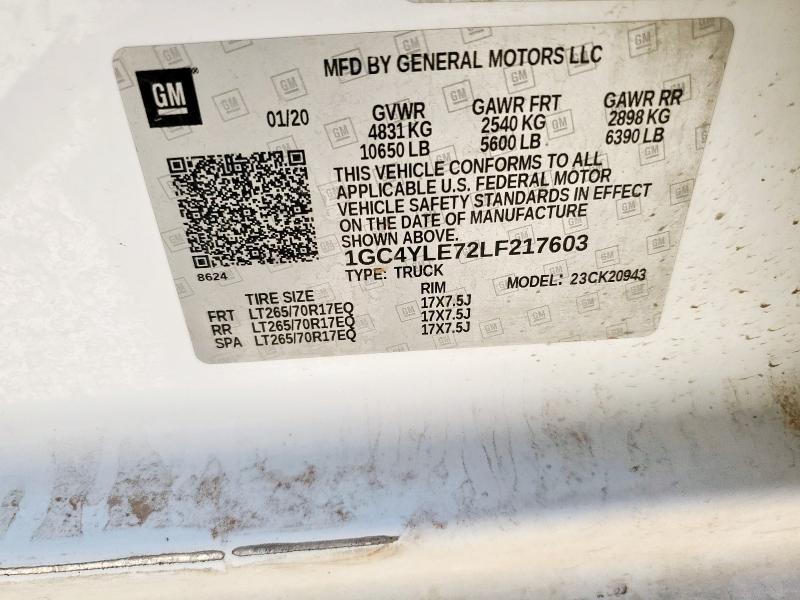 MFD BY GENERAL MOTORS LLC
GM
01/20
GVWR GAWR FRT GAWR RR
4831 KG 2540 KG 2898 KG
10650 LB 5600 LB 6390 LB
THIS VEHICLE CONFORMS TO ALL
APPLICABLE U.S. FEDERAL MOTOR
VEHICLE SAFETY STANDARDS IN EFFECT
ON THE DATE OF MANUFACTURE
SHOWN ABOVE.
1GC4YLE72LF217603
8624
TYPE: TRUCK MODEL: 23CK20943
TIRE SIZE RIM
FRT LT265/70R17EQ 17X7.5J
RR LT265/70R17EQ 17X7.5J
SPA LT265/70R17EQ 17X7.5J